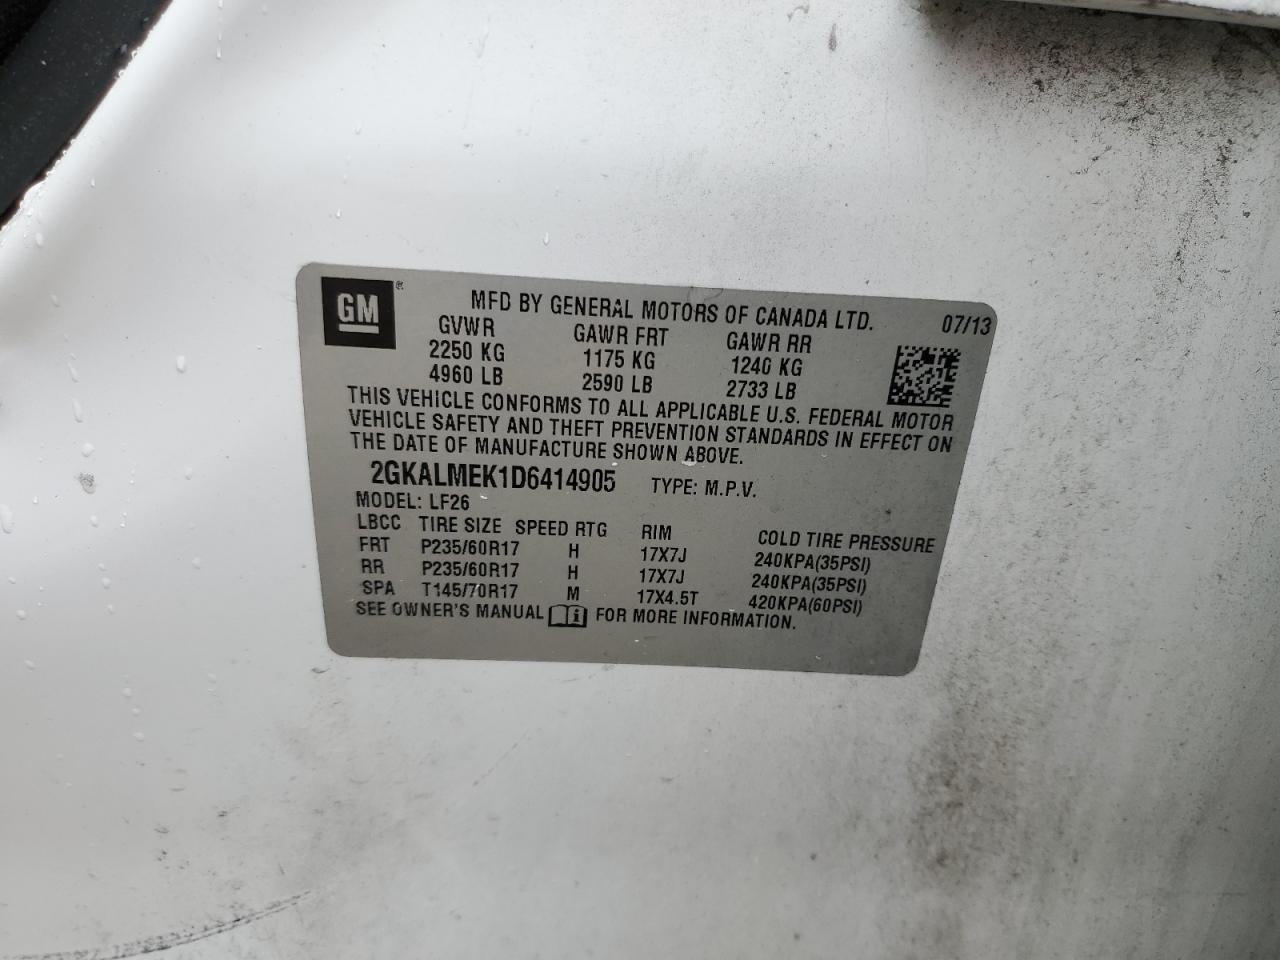 GM ®
MFD BY GENERAL MOTORS OF CANADA LTD. 07/13
GVWR GAWR FRT GAWR RR
2250 KG 1175 KG 1240 KG
4960 LB 2590 LB 2733 LB
THIS VEHICLE CONFORMS TO ALL APPLICABLE U.S. FEDERAL MOTOR
VEHICLE SAFETY AND THEFT PREVENTION STANDARDS IN EFFECT ON
THE DATE OF MANUFACTURE SHOWN ABOVE.
2GKALMEK1D6414905 TYPE: M.P.V.
MODEL: LF26
LBCC TIRE SIZE SPEED RTG RIM COLD TIRE PRESSURE
FRT P235/60R17 H 17X7J 240KPA(35PSI)
RR P235/60R17 H 17X7J 240KPA(35PSI)
SPA T145/70R17 M 17X4.5T 420KPA(60PSI)
SEE OWNER'S MANUAL i FOR MORE INFORMATION.